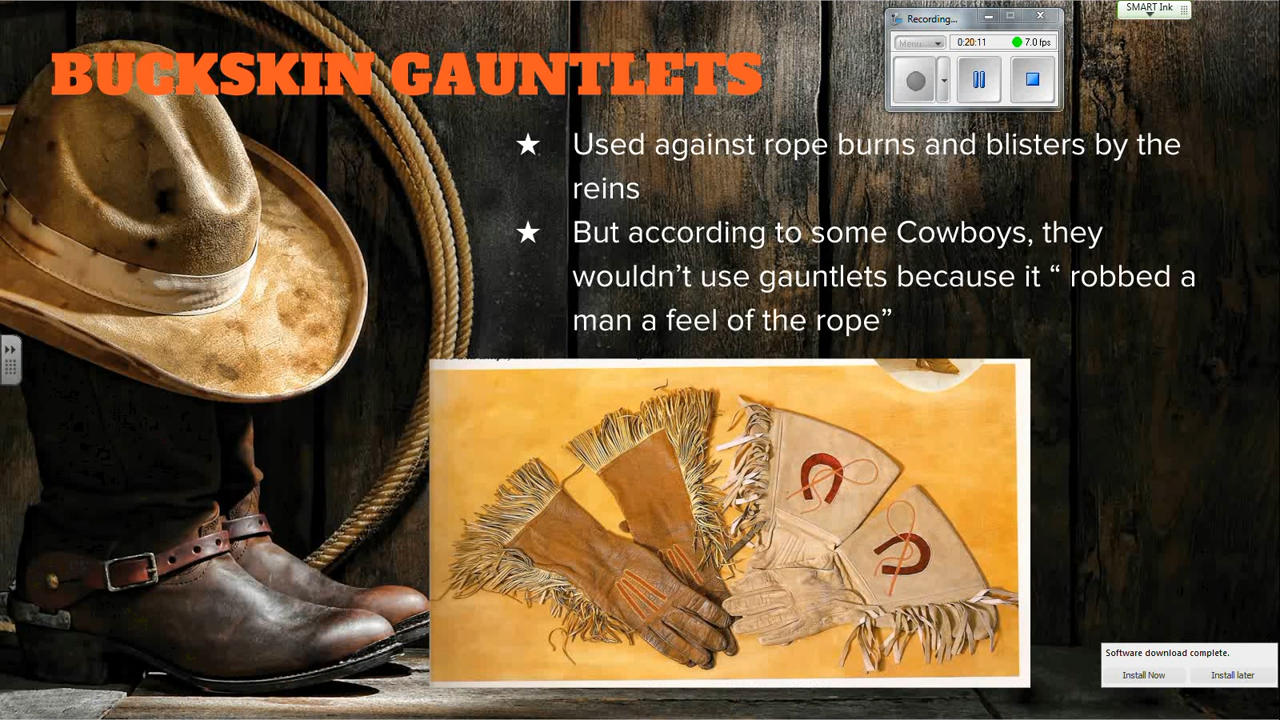 SMART Ink
Recording...
Menu...
0:20:11
7.0 fps
BUCKSKIN GAUNTLETS
★ Used against rope burns and blisters by the
reins
★ But according to some Cowboys, they
wouldn’t use gauntlets because it “ robbed a
man a feel of the rope”
Software download complete.
Install Now
Install later